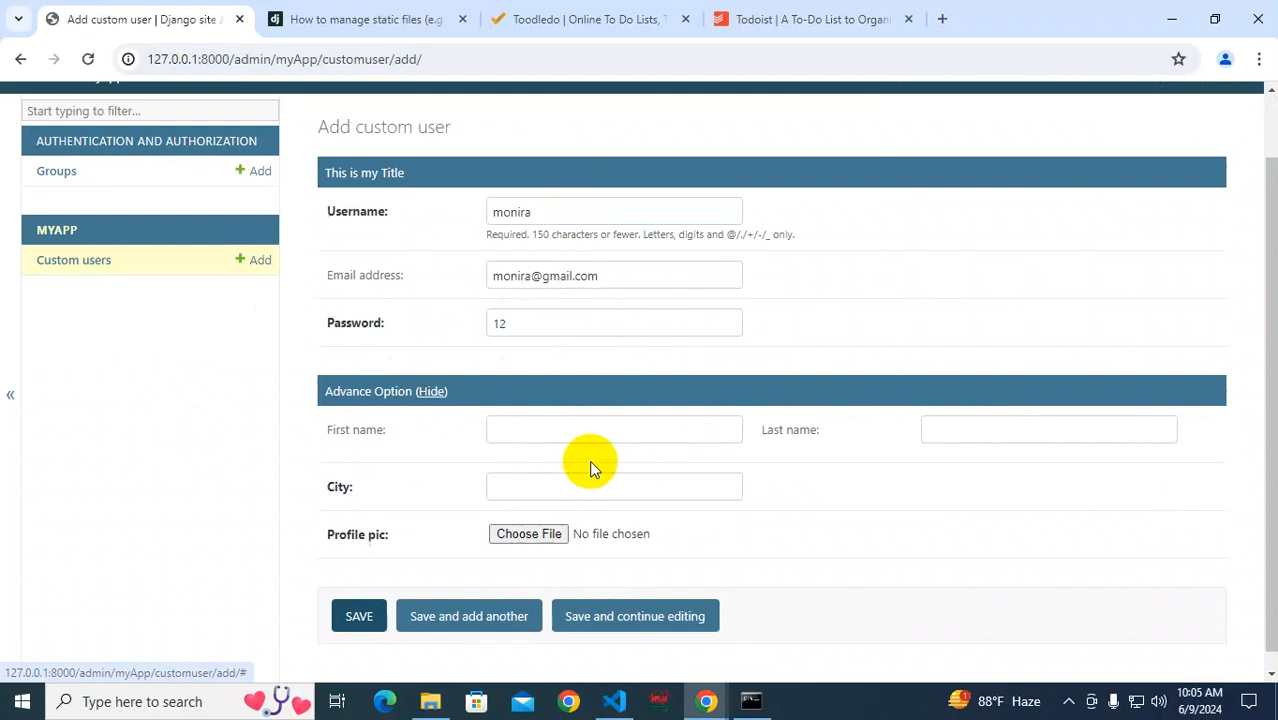 Add custom user | Django site a
How to manage static files (e.g
Toodledo | Online To Do Lists, T
Todoist | A To-Do List to Organi
127.0.0.1:8000/admin/myApp/customuser/add/
Start typing to filter...
Add custom user
AUTHENTICATION AND AUTHORIZATION
This is my Title
Groups
Add
Username:
monira
Required. 150 characters or fewer. Letters, digits and @/./+/-/_ only.
MYAPP
Custom users
Add
Email address:
monira@gmail.com
Password:
12
Advance Option (Hide)
«
First name:
Last name:
City:
Profile pic:
Choose File No file chosen
SAVE
Save and add another
Save and continue editing
127.0.0.1:8000/admin/myApp/customuser/add/#
Type here to search
88°F Haze
10:05 AM
6/9/2024